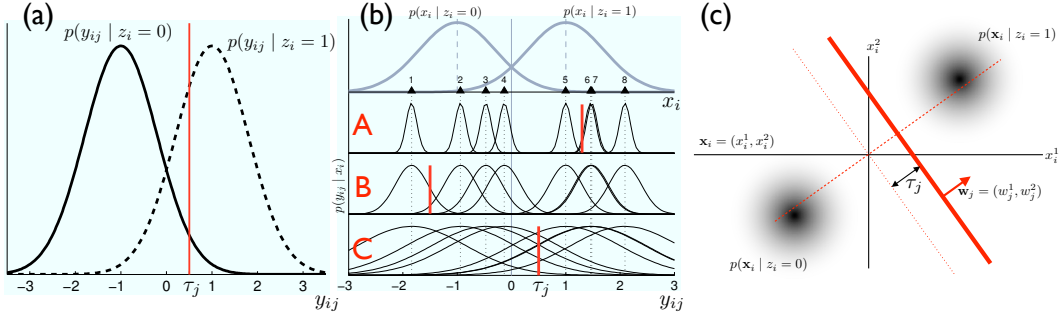 (a)
p(y_ij | z_i = 0)
p(y_ij | z_i = 1)
−3 −2 −1 0 τ_j 1 2 3
y_ij
(b)
p(x_i | z_i = 0)
p(x_i | z_i = 1)
1 2 3 4 5 6 7 8
x_i
A
B
C
p(y_ij | x_i)
−3 −2 −1 0 τ_j 1 2 3
y_ij
(c)
x_i^2
p(x_i | z_i = 1)
x_i = (x_i^1, x_i^2)
x_i^1
τ_j
w_j = (w_j^1, w_j^2)
p(x_i | z_i = 0)